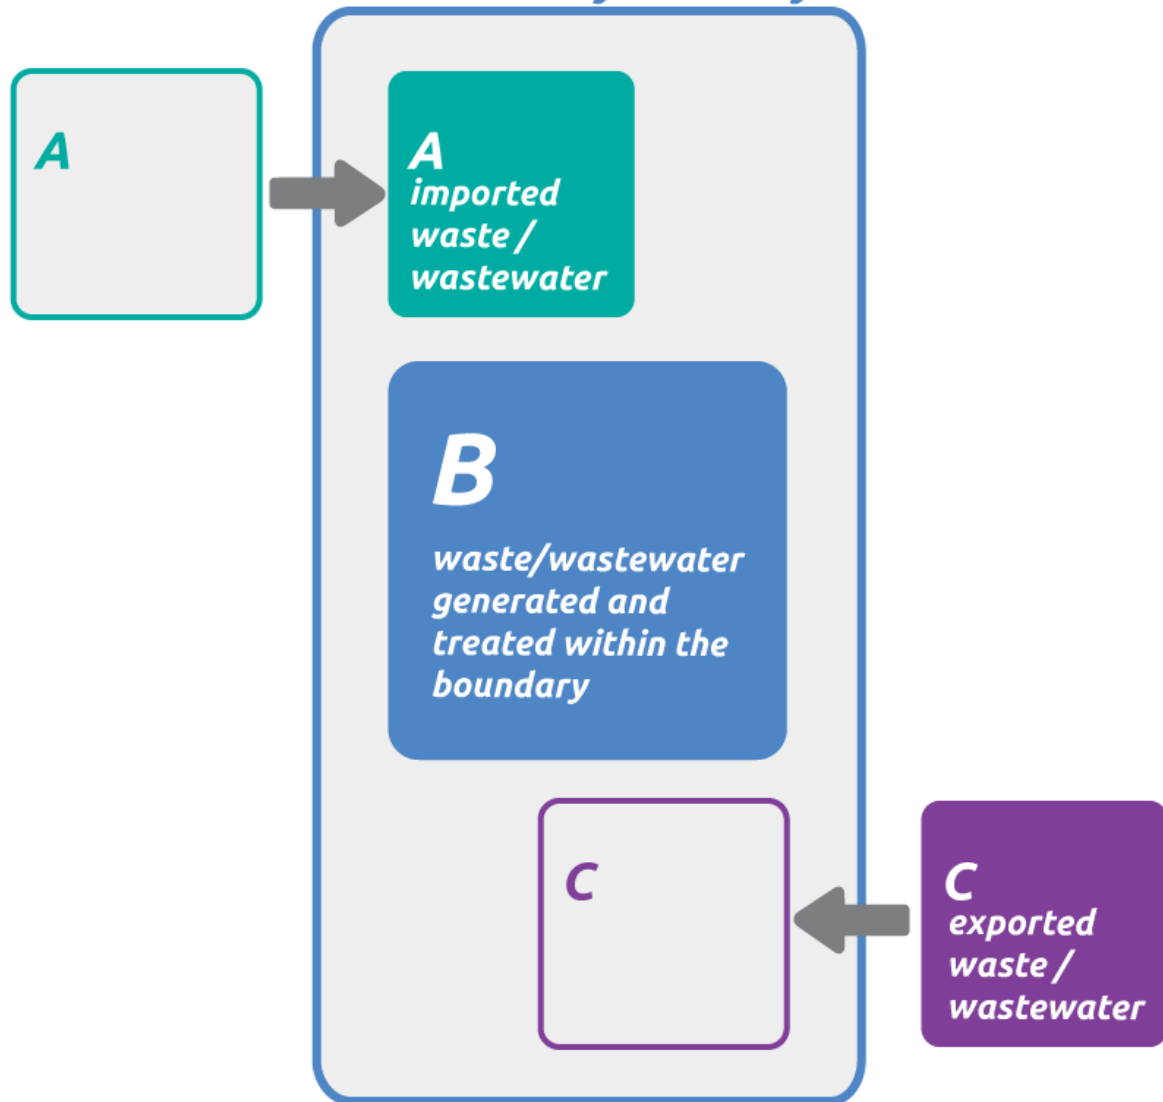 A
A
imported
waste /
wastewater
B
waste/wastewater
generated and
treated within the
boundary
C
C
exported
waste /
wastewater